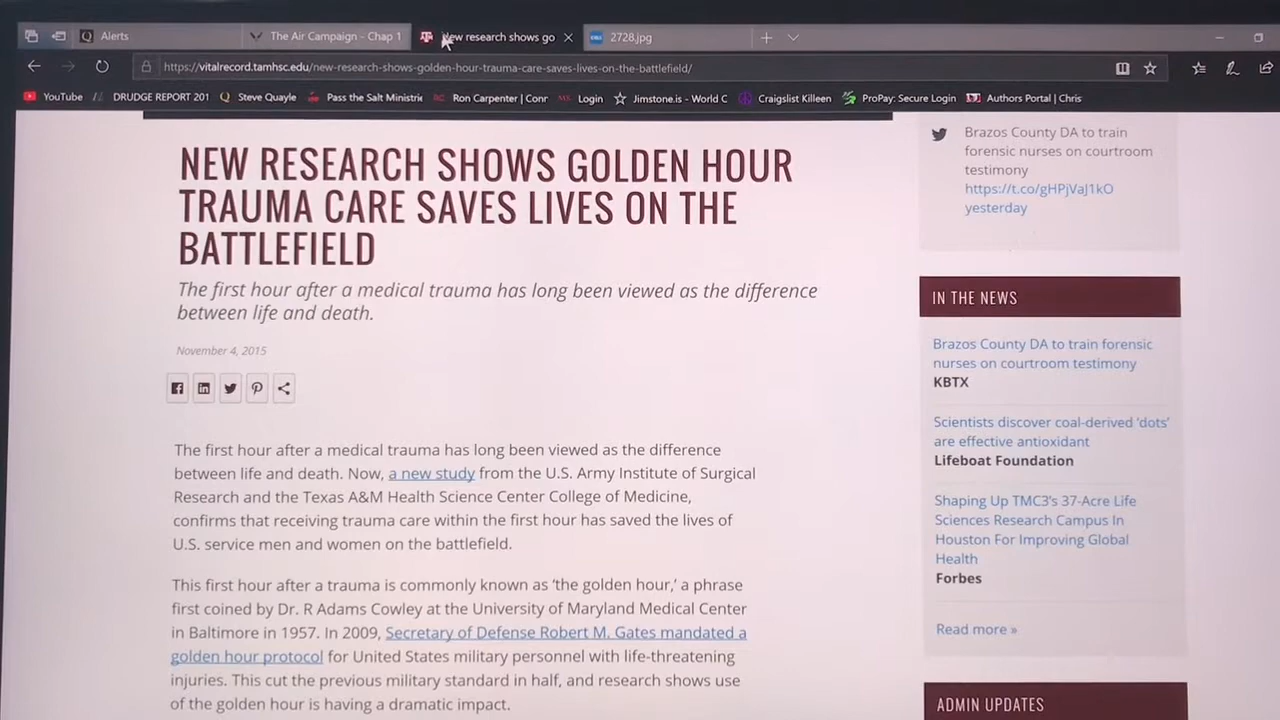 Alerts
The Air Campaign - Chap 1
New research shows go
2728.jpg
https://vitalrecord.tamhsc.edu/new-research-shows-golden-hour-trauma-care-saves-lives-on-the-battlefield/
YouTube
DRUDGE REPORT 201
Steve Quayle
Pass the Salt Ministrie
Ron Carpenter | Conr
Login
Jimstone.is - World C
Craigslist Killeen
ProPay: Secure Login
Authors Portal | Chris
NEW RESEARCH SHOWS GOLDEN HOUR
TRAUMA CARE SAVES LIVES ON THE
BATTLEFIELD
The first hour after a medical trauma has long been viewed as the difference
between life and death.
November 4, 2015
The first hour after a medical trauma has long been viewed as the difference
between life and death. Now, a new study from the U.S. Army Institute of Surgical
Research and the Texas A&M Health Science Center College of Medicine,
confirms that receiving trauma care within the first hour has saved the lives of
U.S. service men and women on the battlefield.
This first hour after a trauma is commonly known as ‘the golden hour,’ a phrase
first coined by Dr. R Adams Cowley at the University of Maryland Medical Center
in Baltimore in 1957. In 2009, Secretary of Defense Robert M. Gates mandated a
golden hour protocol for United States military personnel with life-threatening
injuries. This cut the previous military standard in half, and research shows use
of the golden hour is having a dramatic impact.
Brazos County DA to train
forensic nurses on courtroom
testimony
https://t.co/gHPjVaJ1kO
yesterday
IN THE NEWS
Brazos County DA to train forensic
nurses on courtroom testimony
KBTX
Scientists discover coal-derived ‘dots’
are effective antioxidant
Lifeboat Foundation
Shaping Up TMC3's 37-Acre Life
Sciences Research Campus In
Houston For Improving Global
Health
Forbes
Read more »
ADMIN UPDATES